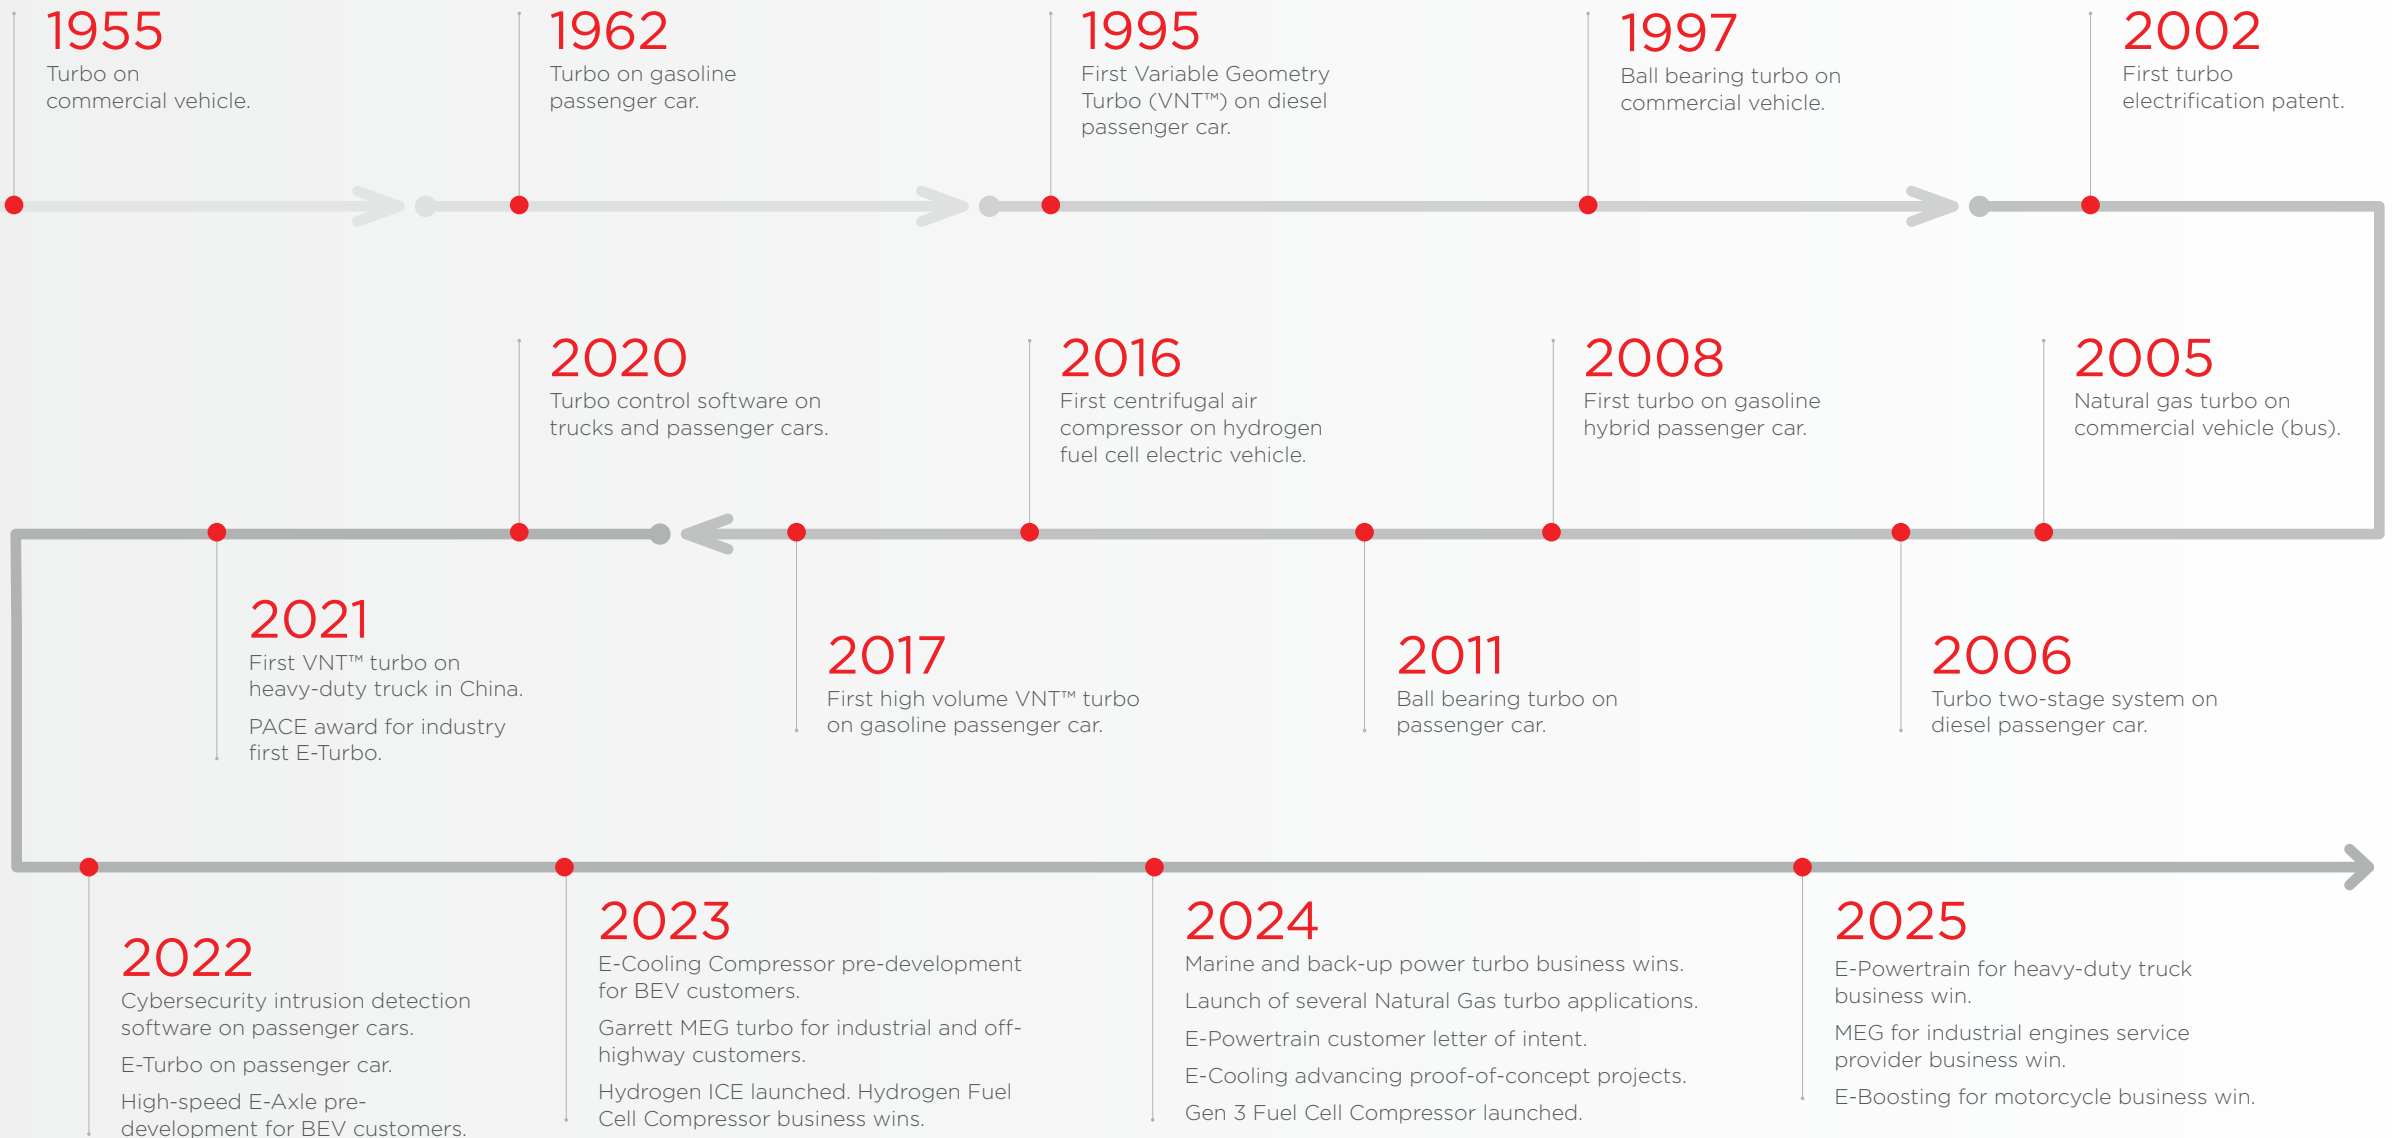 1955
Turbo on
commercial vehicle.
1962
Turbo on gasoline
passenger car.
1995
First Variable Geometry
Turbo (VNT™) on diesel
passenger car.
1997
Ball bearing turbo on
commercial vehicle.
2002
First turbo
electrification patent.
2005
Natural gas turbo on
commercial vehicle (bus).
2006
Turbo two-stage system on
diesel passenger car.
2008
First turbo on gasoline
hybrid passenger car.
2011
Ball bearing turbo on
passenger car.
2016
First centrifugal air
compressor on hydrogen
fuel cell electric vehicle.
2017
First high volume VNT™ turbo
on gasoline passenger car.
2020
Turbo control software on
trucks and passenger cars.
2021
First VNT™ turbo on
heavy-duty truck in China.
PACE award for industry
first E-Turbo.
2022
Cybersecurity intrusion detection
software on passenger cars.
E-Turbo on passenger car.
High-speed E-Axle pre-
development for BEV customers.
2023
E-Cooling Compressor pre-development
for BEV customers.
Garrett MEG turbo for industrial and off-
highway customers.
Hydrogen ICE launched. Hydrogen Fuel
Cell Compressor business wins.
2024
Marine and back-up power turbo business wins.
Launch of several Natural Gas turbo applications.
E-Powertrain customer letter of intent.
E-Cooling advancing proof-of-concept projects.
Gen 3 Fuel Cell Compressor launched.
2025
E-Powertrain for heavy-duty truck
business win.
MEG for industrial engines service
provider business win.
E-Boosting for motorcycle business win.